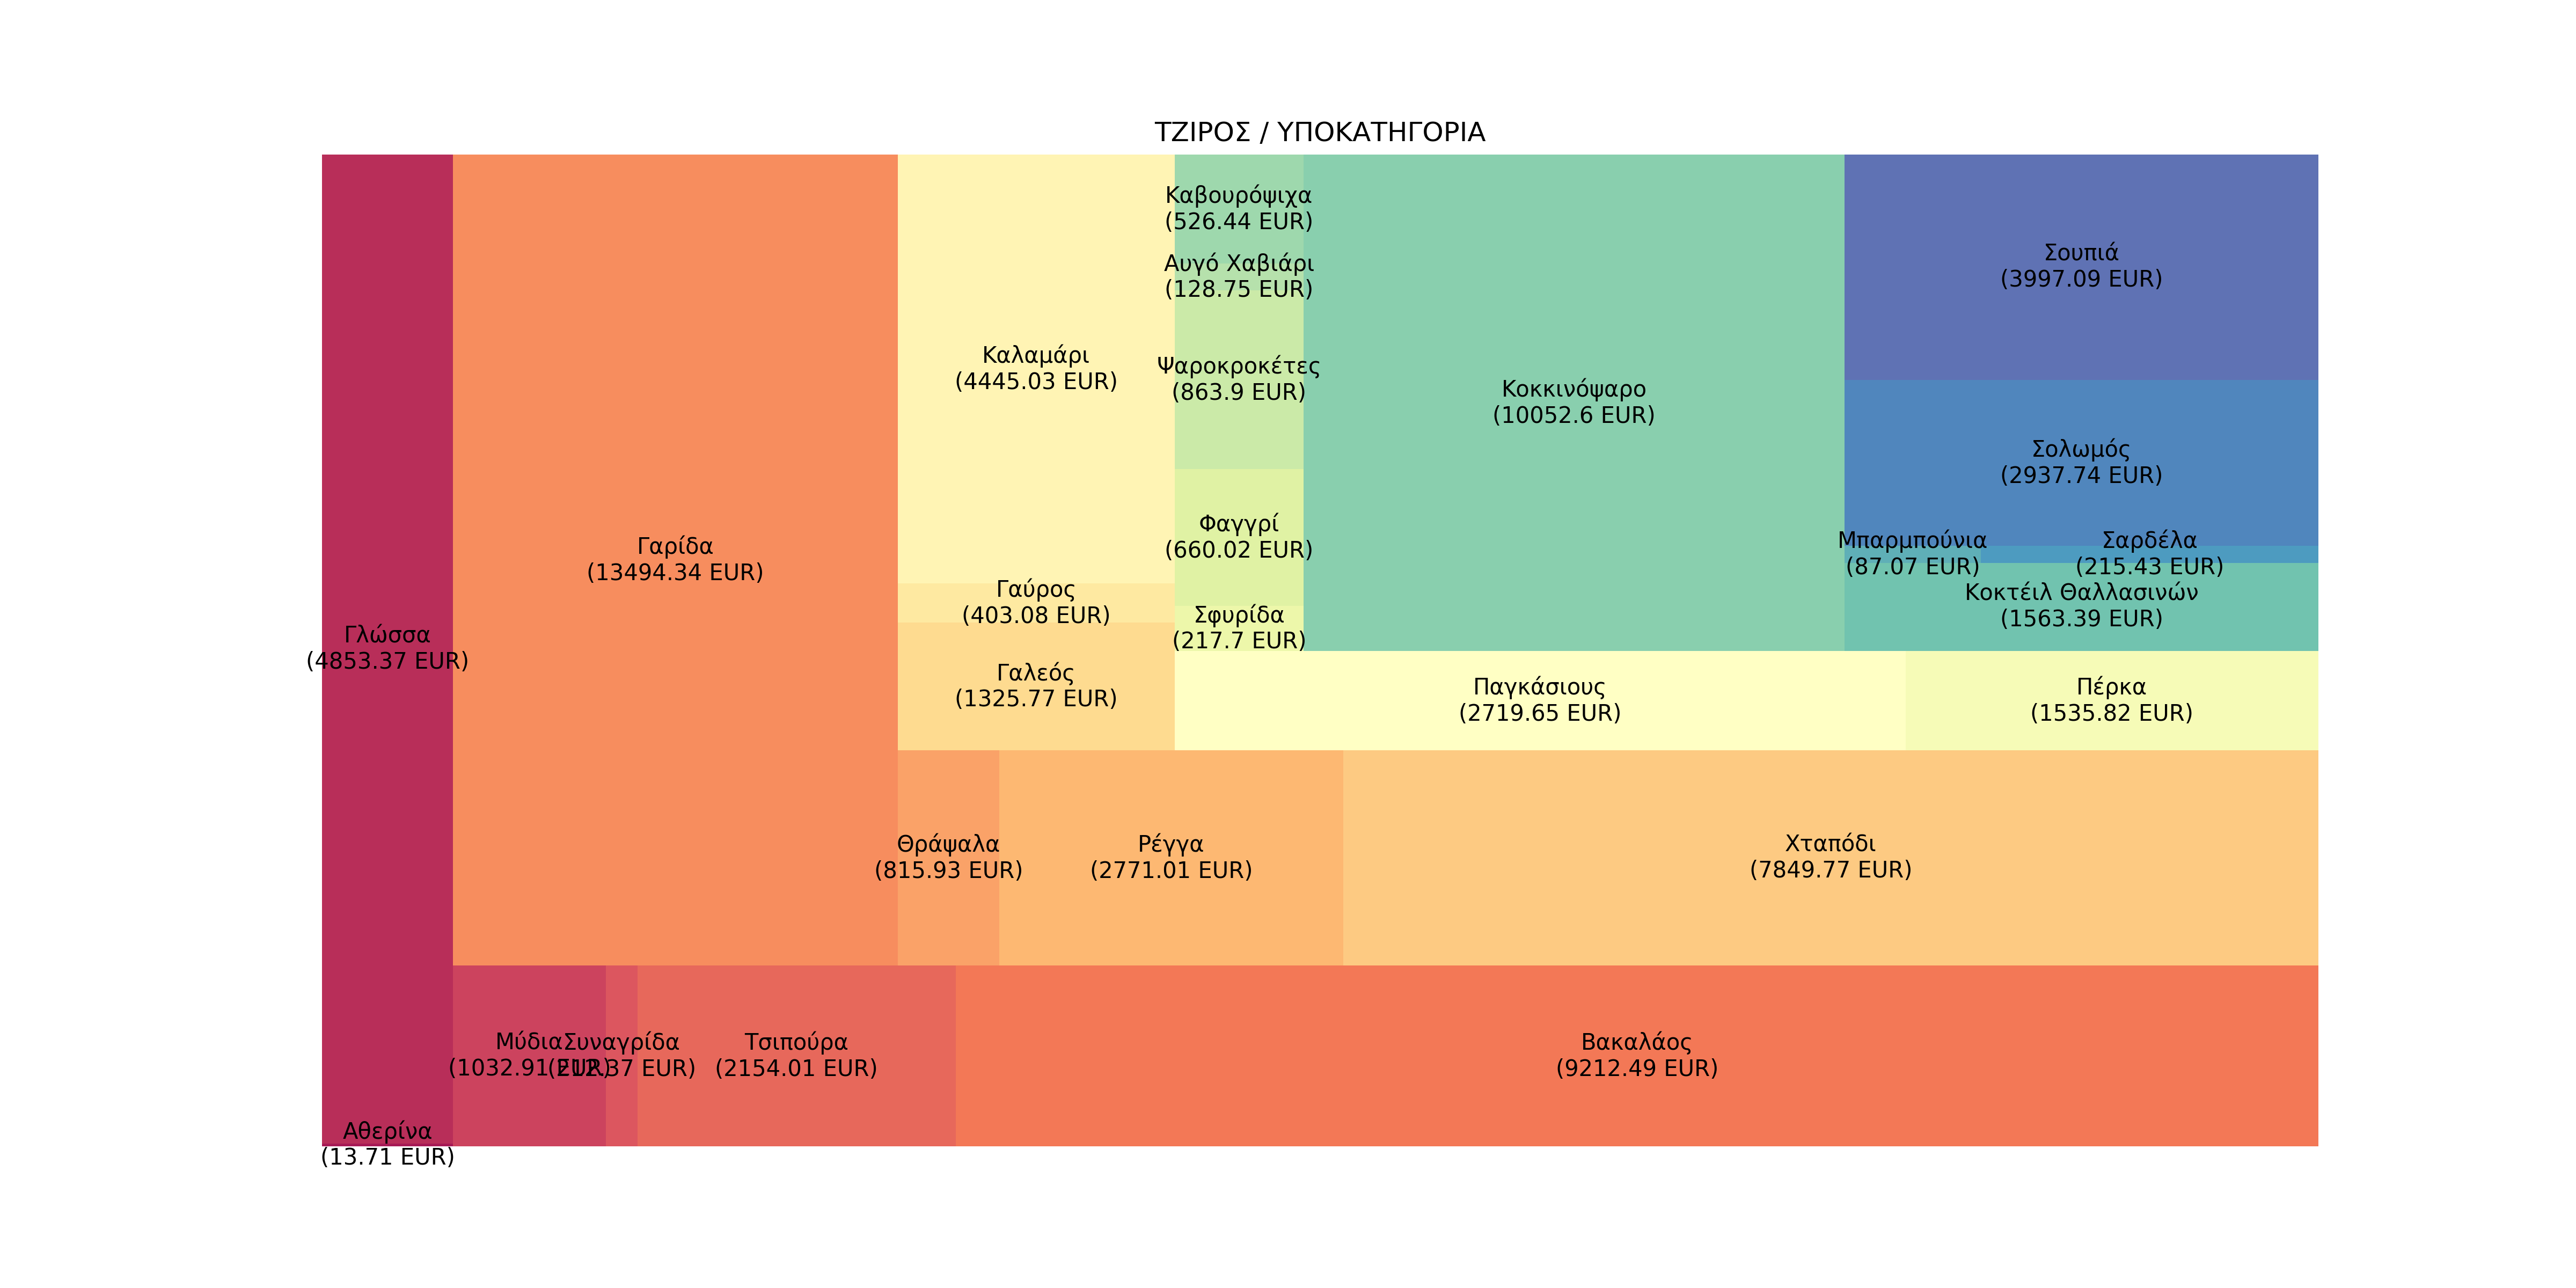 ΤΖΙΡΟΣ / ΥΠΟΚΑΤΗΓΟΡΙΑ
Καβουρόψιχα
(526.44 EUR)
Σουπιά
(3997.09 EUR)
Αυγό Χαβιάρι
(128.75 EUR)
Καλαμάρι
(4445.03 EUR)
Ψαροκροκέτες
(863.9 EUR)
Κοκκινόψαρο
(10052.6 EUR)
Σολωμός
(2937.74 EUR)
Φαγγρί
(660.02 EUR)
Μπαρμπούνια
(87.07 EUR)
Σαρδέλα
(215.43 EUR)
Γαρίδα
(13494.34 EUR)
Γαύρος
(403.08 EUR)
Κοκτέιλ Θαλλασινών
(1563.39 EUR)
Σφυρίδα
(217.7 EUR)
Γλώσσα
(4853.37 EUR)
Γαλεός
(1325.77 EUR)
Παγκάσιους
(2719.65 EUR)
Πέρκα
(1535.82 EUR)
Θράψαλα
(815.93 EUR)
Ρέγγα
(2771.01 EUR)
Χταπόδι
(7849.77 EUR)
Μύδια
(1032.91 EUR)
Συναγρίδα
(212.37 EUR)
Τσιπούρα
(2154.01 EUR)
Βακαλάος
(9212.49 EUR)
Αθερίνα
(13.71 EUR)